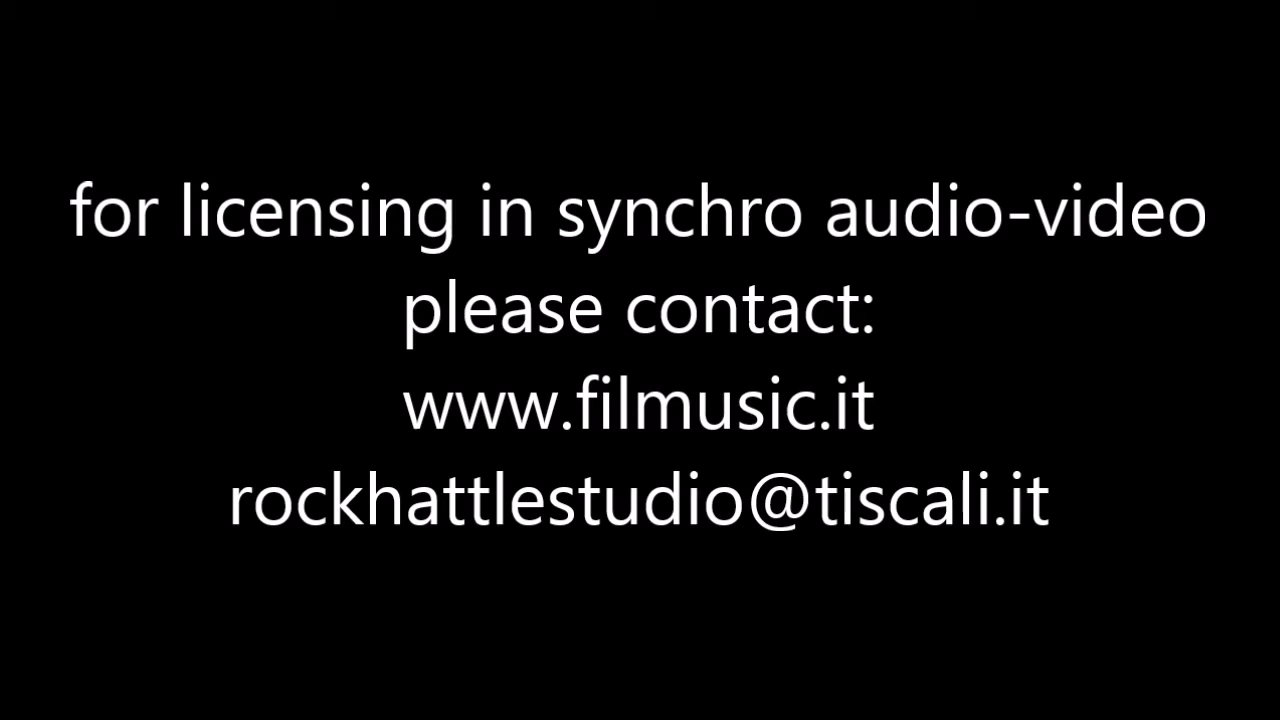 for licensing in synchro audio-video
please contact:
www.filmusic.it
rockhattlestudio@tiscali.it